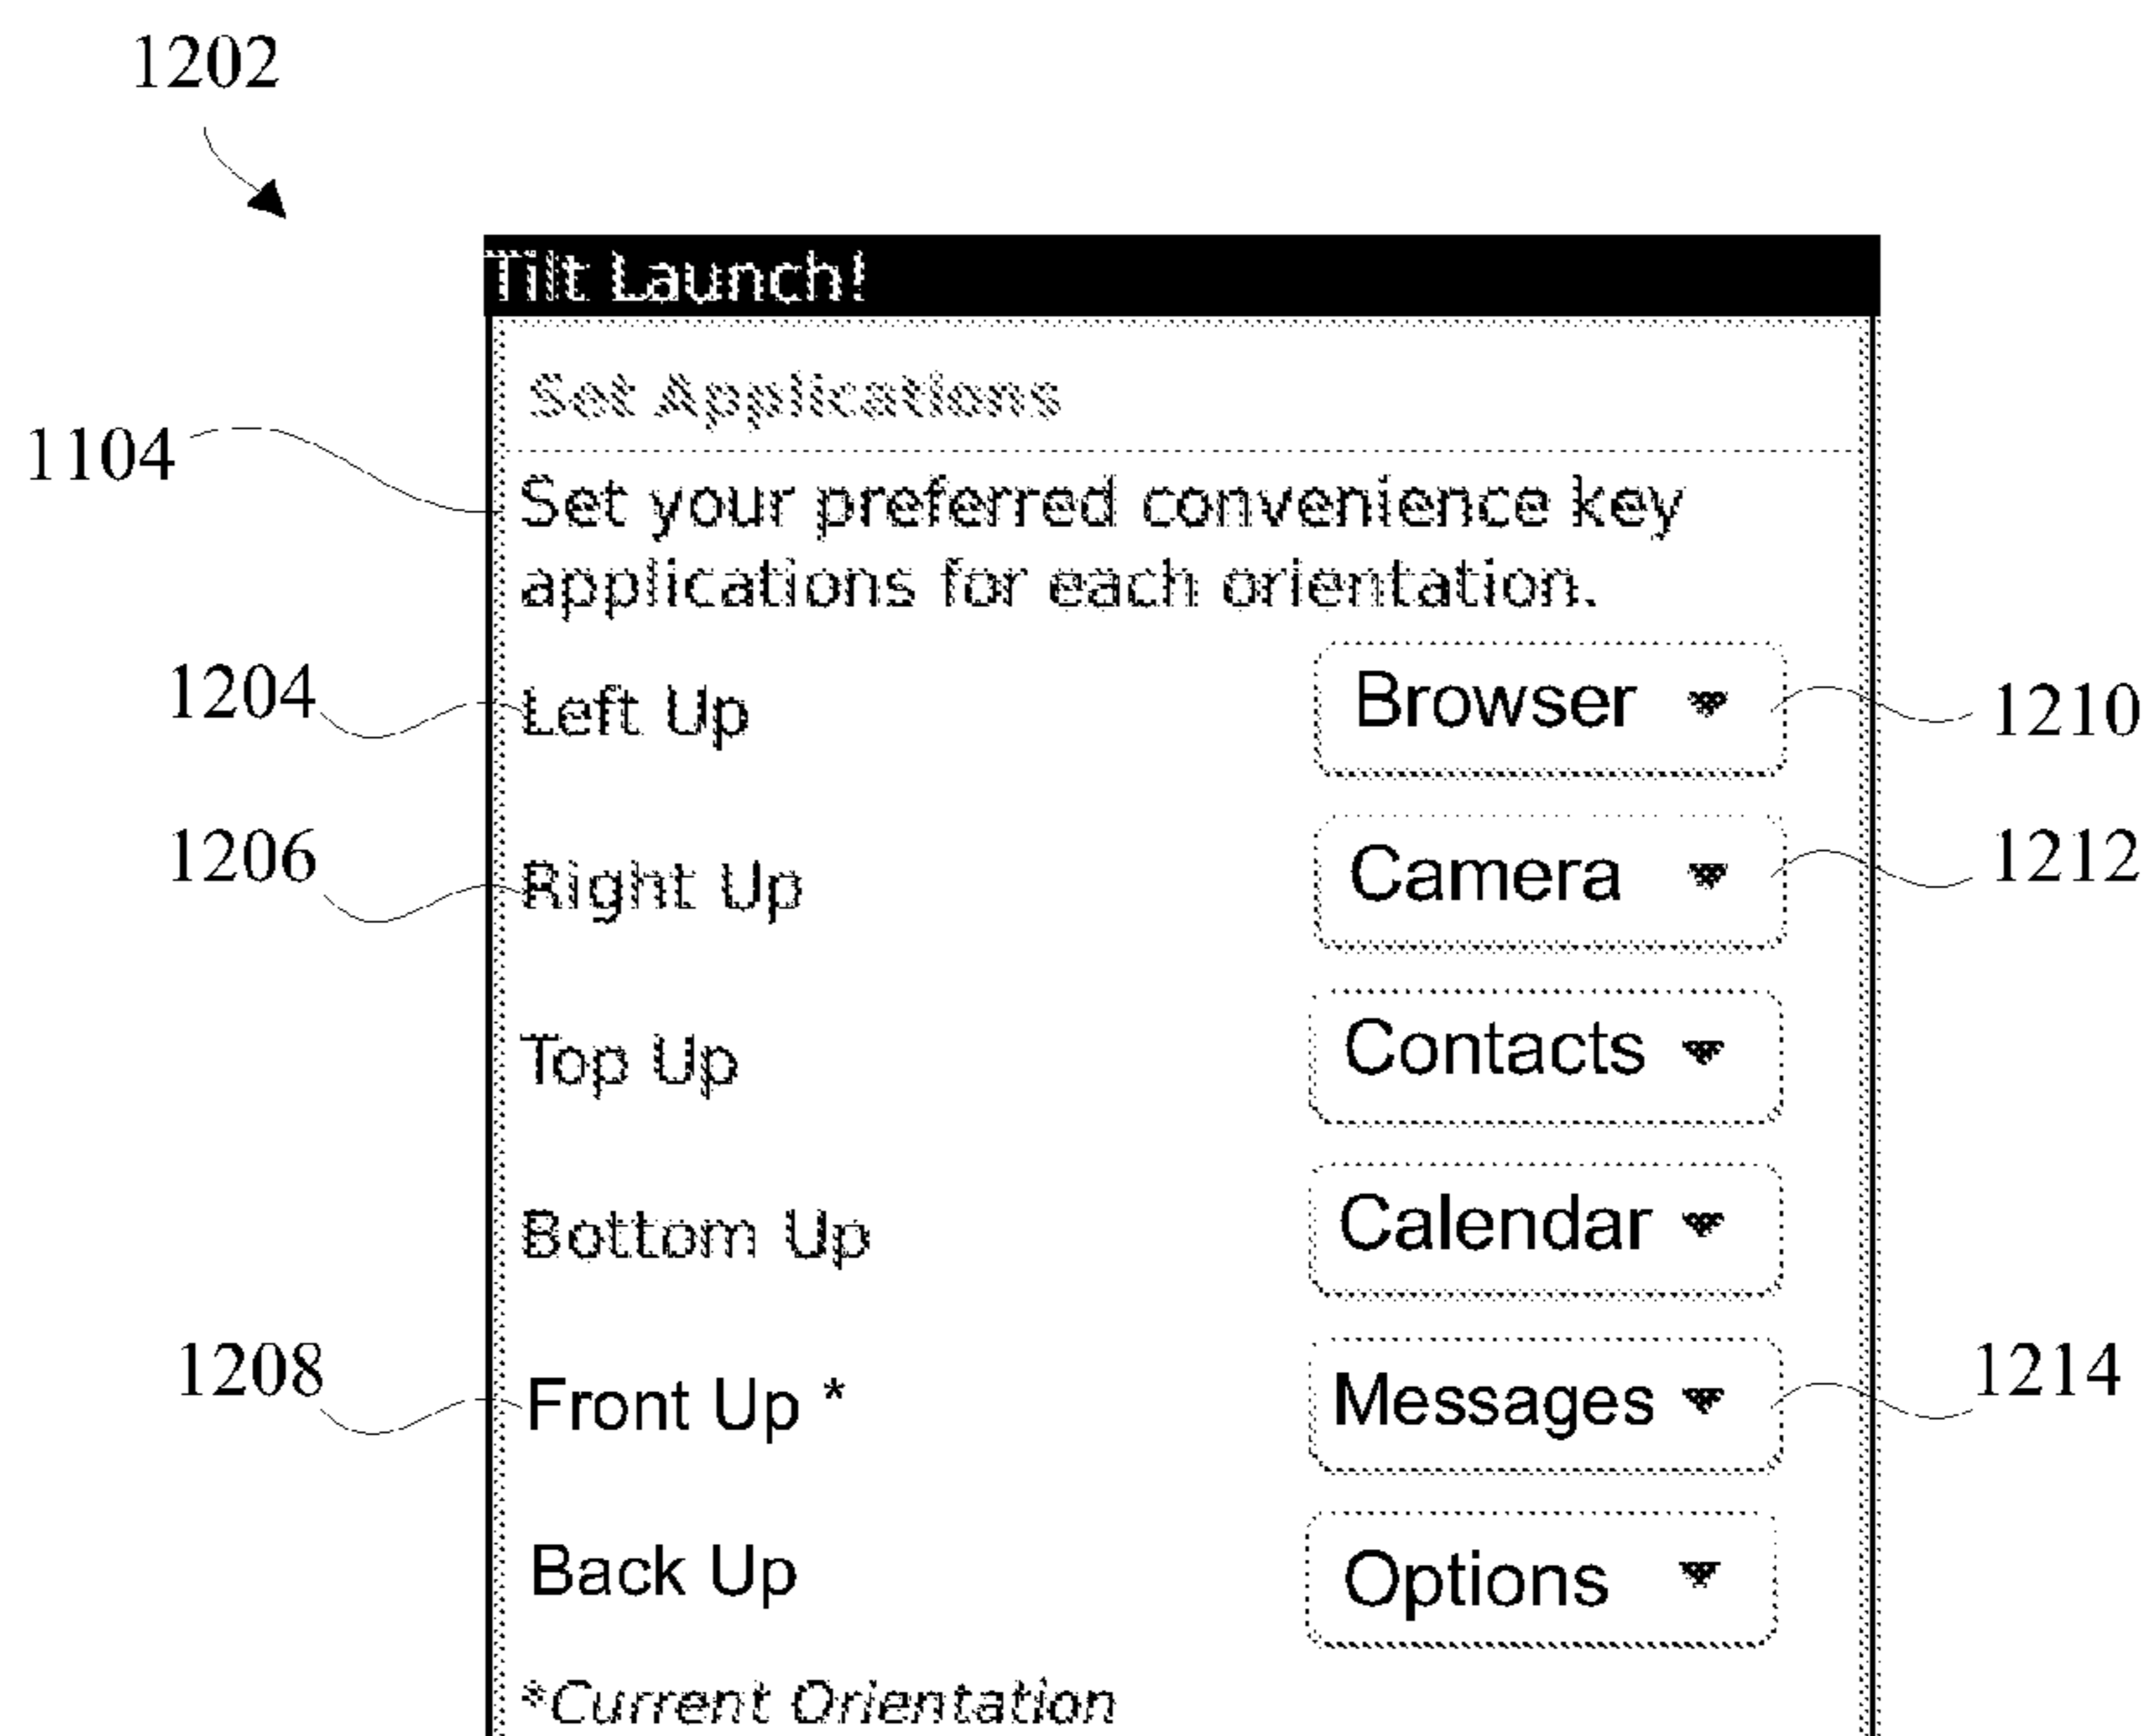 1202
Tilt Launch!
Set Applications
1104
Set your preferred convenience key
applications for each orientation.
1204 Left Up Browser 1210
1206 Right Up Camera 1212
Top Up Contacts
Bottom Up Calendar
1208 Front Up * Messages 1214
Back Up Options
*Current Orientation